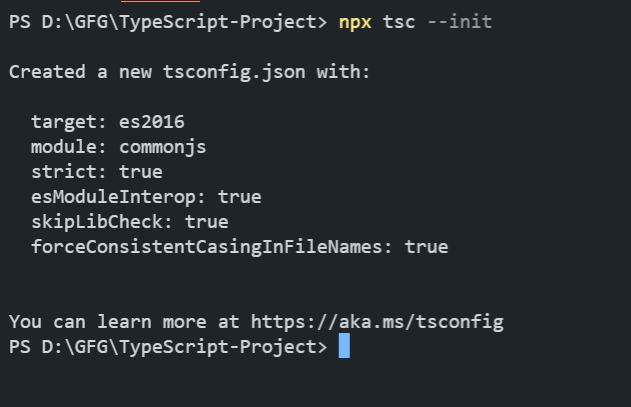 PS D:\GFG\TypeScript-Project> npx tsc --init
Created a new tsconfig.json with:
target: es2016
module: commonjs
strict: true
esModuleInterop: true
skipLibCheck: true
forceConsistentCasingInFileNames: true
You can learn more at https://aka.ms/tsconfig
PS D:\GFG\TypeScript-Project>